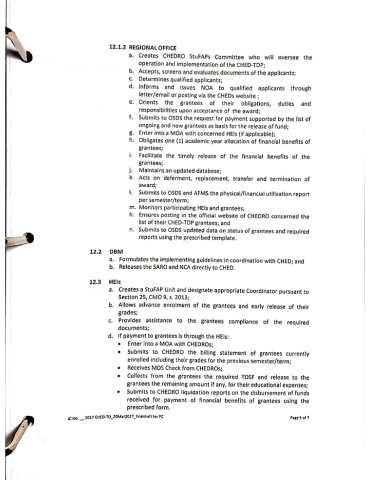 12.1.2 REGIONAL OFFICE
a. Creates CHEDRO StuFAPs Committee who will oversee the
operation and implementation of the CHED-TDP;
b. Accepts, screens and evaluates documents of the applicants;
c. Determines qualified applicants;
d. Informs and issues NOA to qualified applicants through
letter/email or posting via the CHEDs website ;
e. Orients the grantees of their obligations, duties and
responsibilities upon acceptance of the award;
f. Submits to OSDS the request for payment supported by the list of
ongoing and new grantees as basis for the release of fund;
g. Enter into a MOA with concerned HEIs (if applicable);
h. Obligates one (1) academic year allocation of financial benefits of
grantees;
i. Facilitate the timely release of the financial benefits of the
grantees;
j. Maintains an updated database;
k. Acts on deferment, replacement, transfer and termination of
award;
l. Submits to OSDS and AFMS the physical/financial utilization report
per semester/term;
m. Monitors participating HEIs and grantees;
h. Ensures posting in the official website of CHEDRO concerned the
list of their CHED-TDP grantees; and
n. Submits to OSDS updated data on status of grantees and required
reports using the prescribed template.
12.2 DBM
a. Formulates the implementing guidelines in coordination with CHED; and
b. Releases the SARO and NCA directly to CHED.
12.3 HEIs
a. Creates a StuFAP Unit and designate appropriate Coordinator pursuant to
Section 25, CMO 9, s. 2013;
b. Allows advance enrolment of the grantees and early release of their
grades;
c. Provides assistance to the grantees compliance of the required
documents;
d. If payment to grantees is through the HEIs:
• Enter into a MOA with CHEDROs;
• Submits to CHEDRO the billing statement of grantees currently
enrolled including their grades for the previous semester/term;
• Receives MDS Check from CHEDROs;
• Collects from the grantees the required TOSF and release to the
grantees the remaining amount if any, for their educational expenses;
• Submits to CHEDRO liquidation reports on the disbursement of funds
received for payment of financial benefits of grantees using the
prescribed form.
JC No. __ 2017 CHED-TD_20Mar2017_finalchsft for PC Page 5 of 7